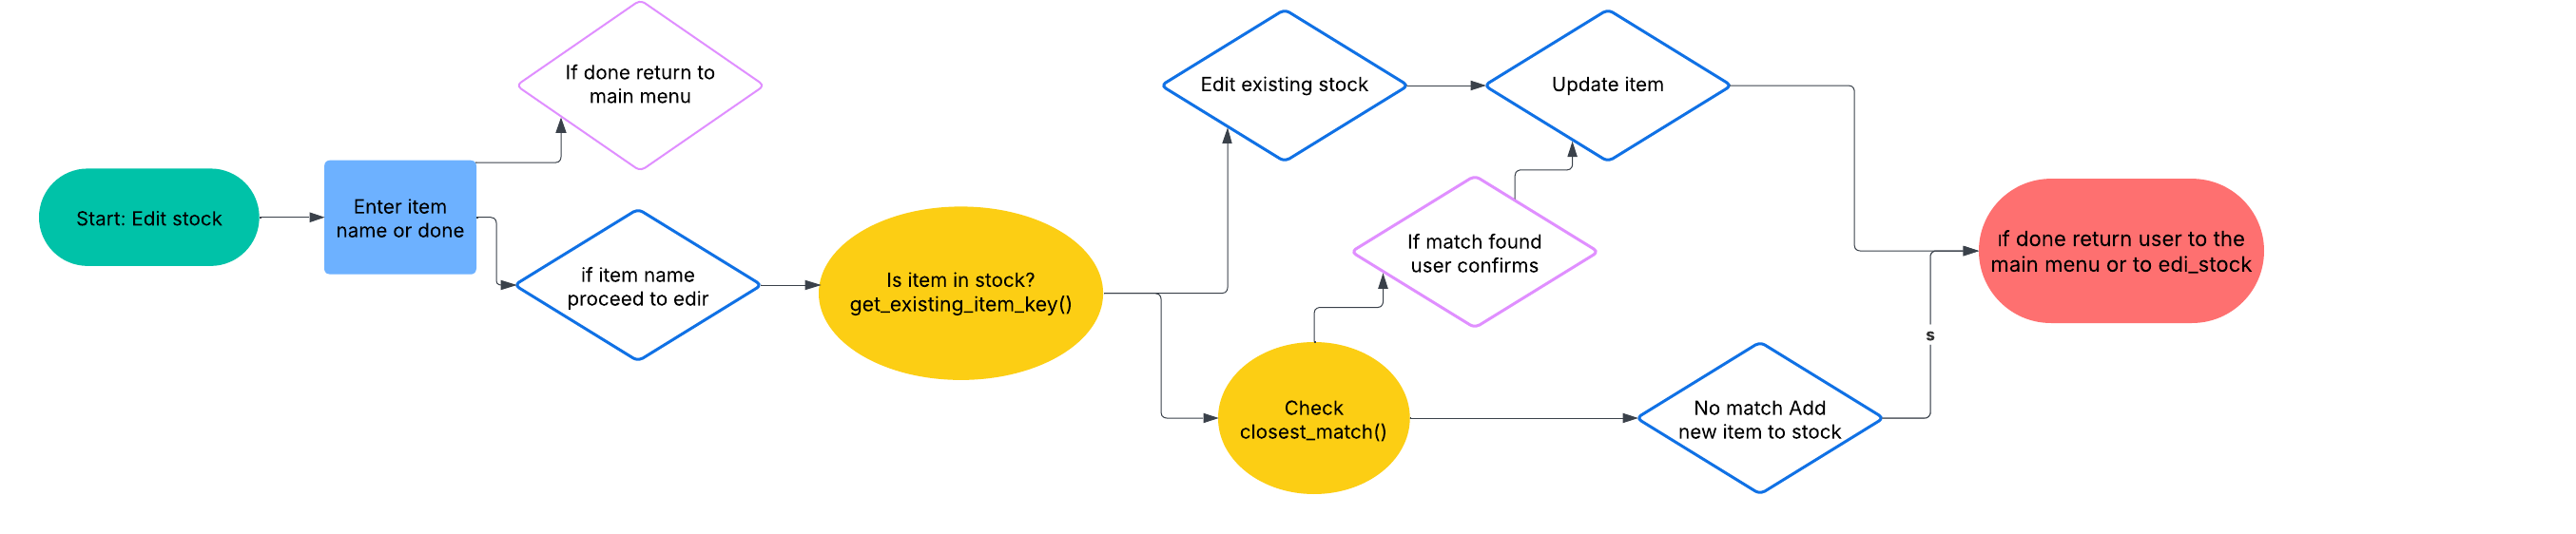 Start: Edit stock
Enter item
name or done
If done return to
main menu
if item name
proceed to edir
Is item in stock?
get_existing_item_key()
Edit existing stock
Update item
If match found
user confirms
Check
closest_match()
No match Add
new item to stock
s
if done return user to the
main menu or to edi_stock